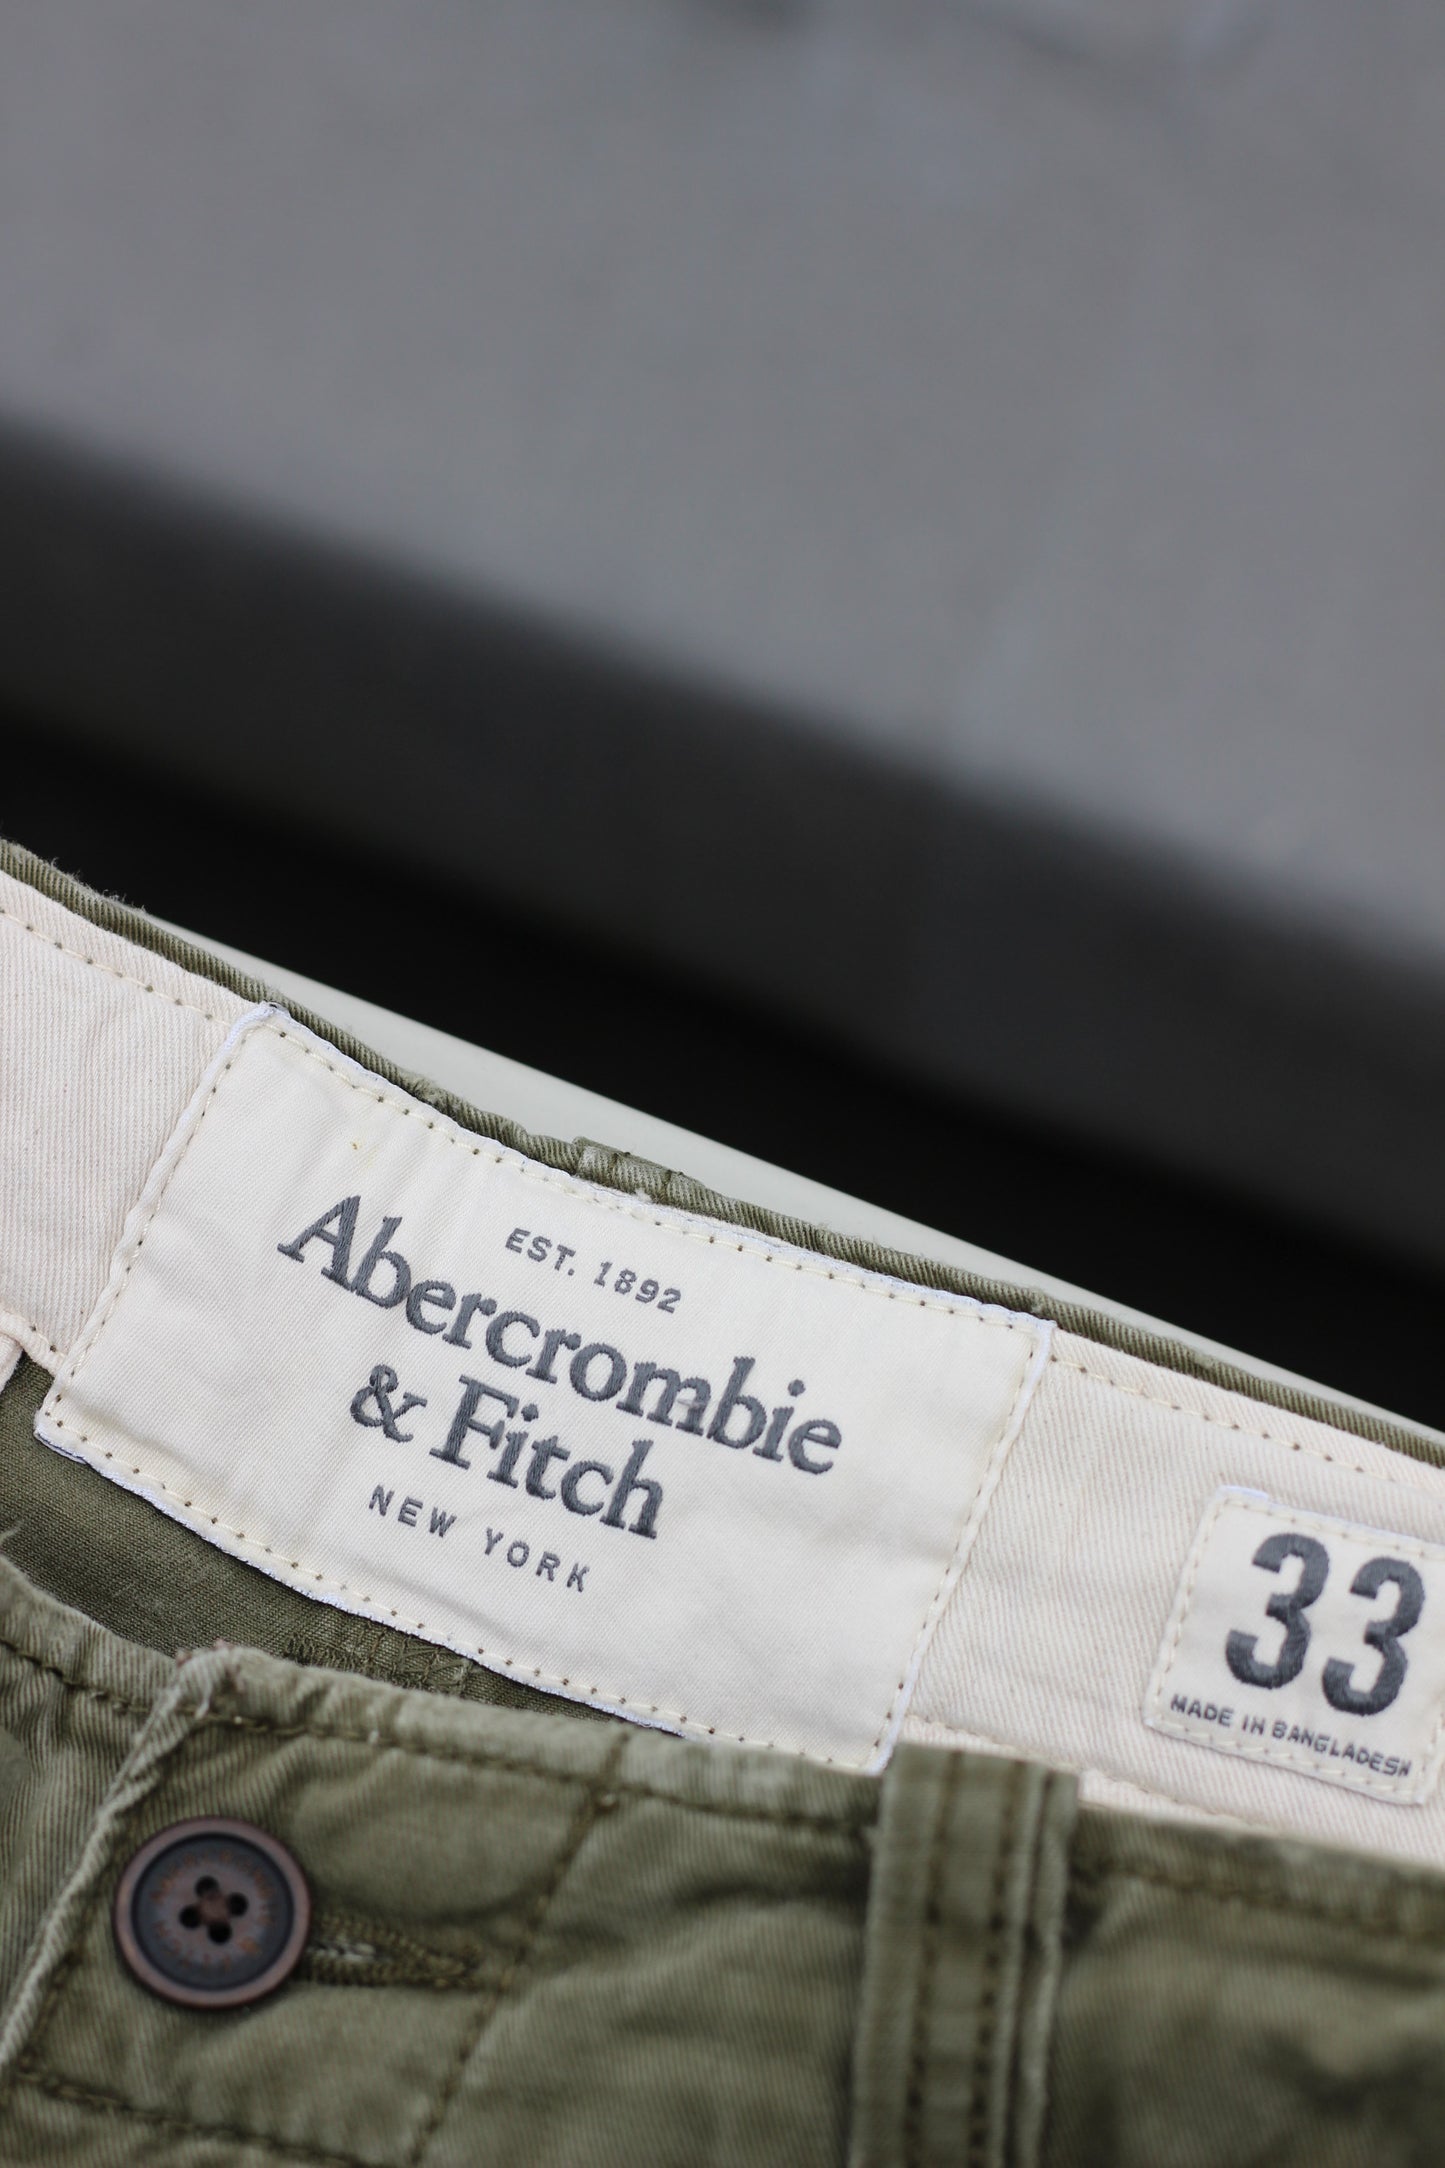 EST. 1892
Abercrombie
& Fitch
NEW YORK
33
MADE IN BANGLADESH